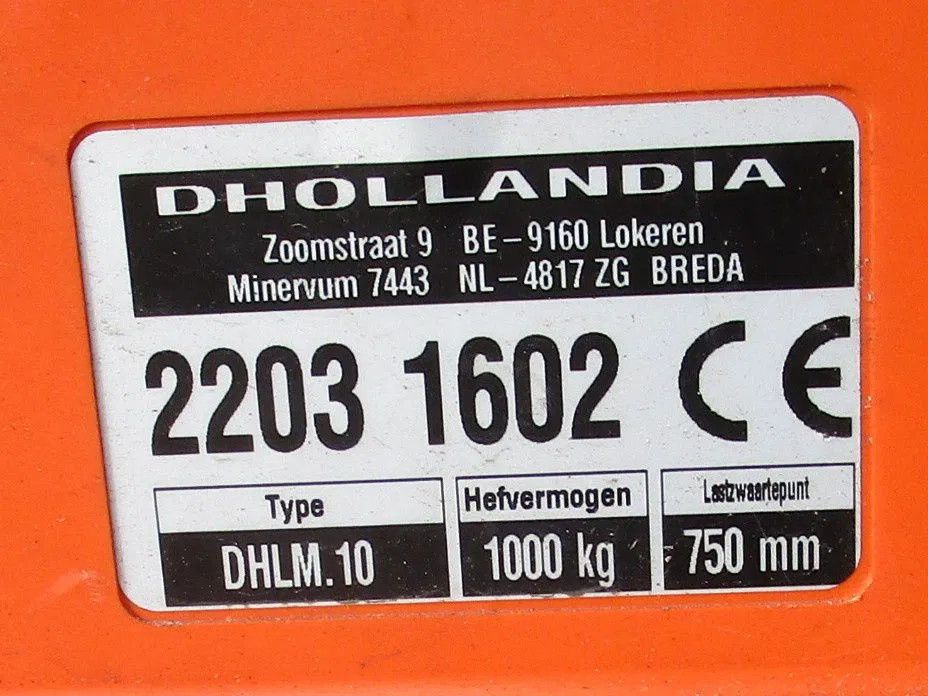 DHOLLANDIA
Zoomstraat 9 BE-9160 Lokeren
Minervum 7443 NL-4817 ZG BREDA
2203 1602 CE
Type Hefvermogen Lastzwaartepunt
DHLM.10 1000 kg 750 mm